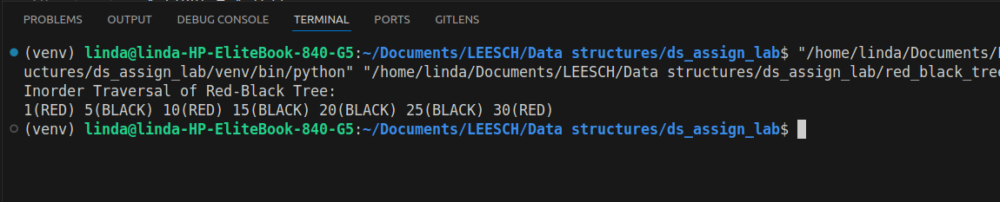 PROBLEMS OUTPUT DEBUG CONSOLE TERMINAL PORTS GITLENS
(venv) linda@linda-HP-EliteBook-840-G5:~/Documents/LEESCH/Data structures/ds_assign_lab$ "/home/linda/Documents/
uctures/ds_assign_lab/venv/bin/python" "/home/linda/Documents/LEESCH/Data structures/ds_assign_lab/red_black_tre
Inorder Traversal of Red-Black Tree:
1(RED) 5(BLACK) 10(RED) 15(BLACK) 20(BLACK) 25(BLACK) 30(RED)
(venv) linda@linda-HP-EliteBook-840-G5:~/Documents/LEESCH/Data structures/ds_assign_lab$